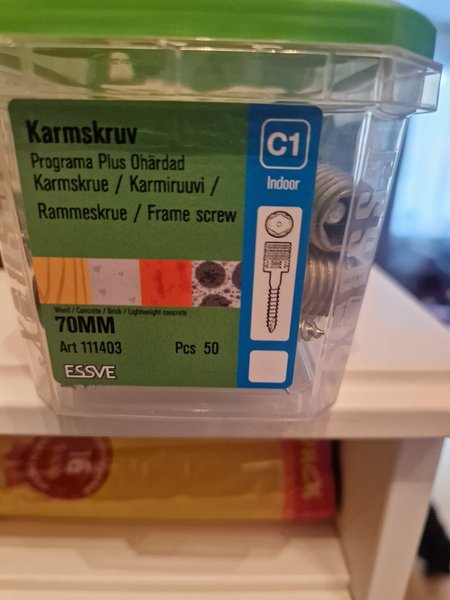 Karmskruv
Programa Plus Ohärdad
Karmskrue / Karmiruuvi /
Rammeskrue / Frame screw
C1
Indoor
Wood / Concrete / Brick / Lightweight concrete
70MM
Art 111403 Pcs 50
ESSVE
16